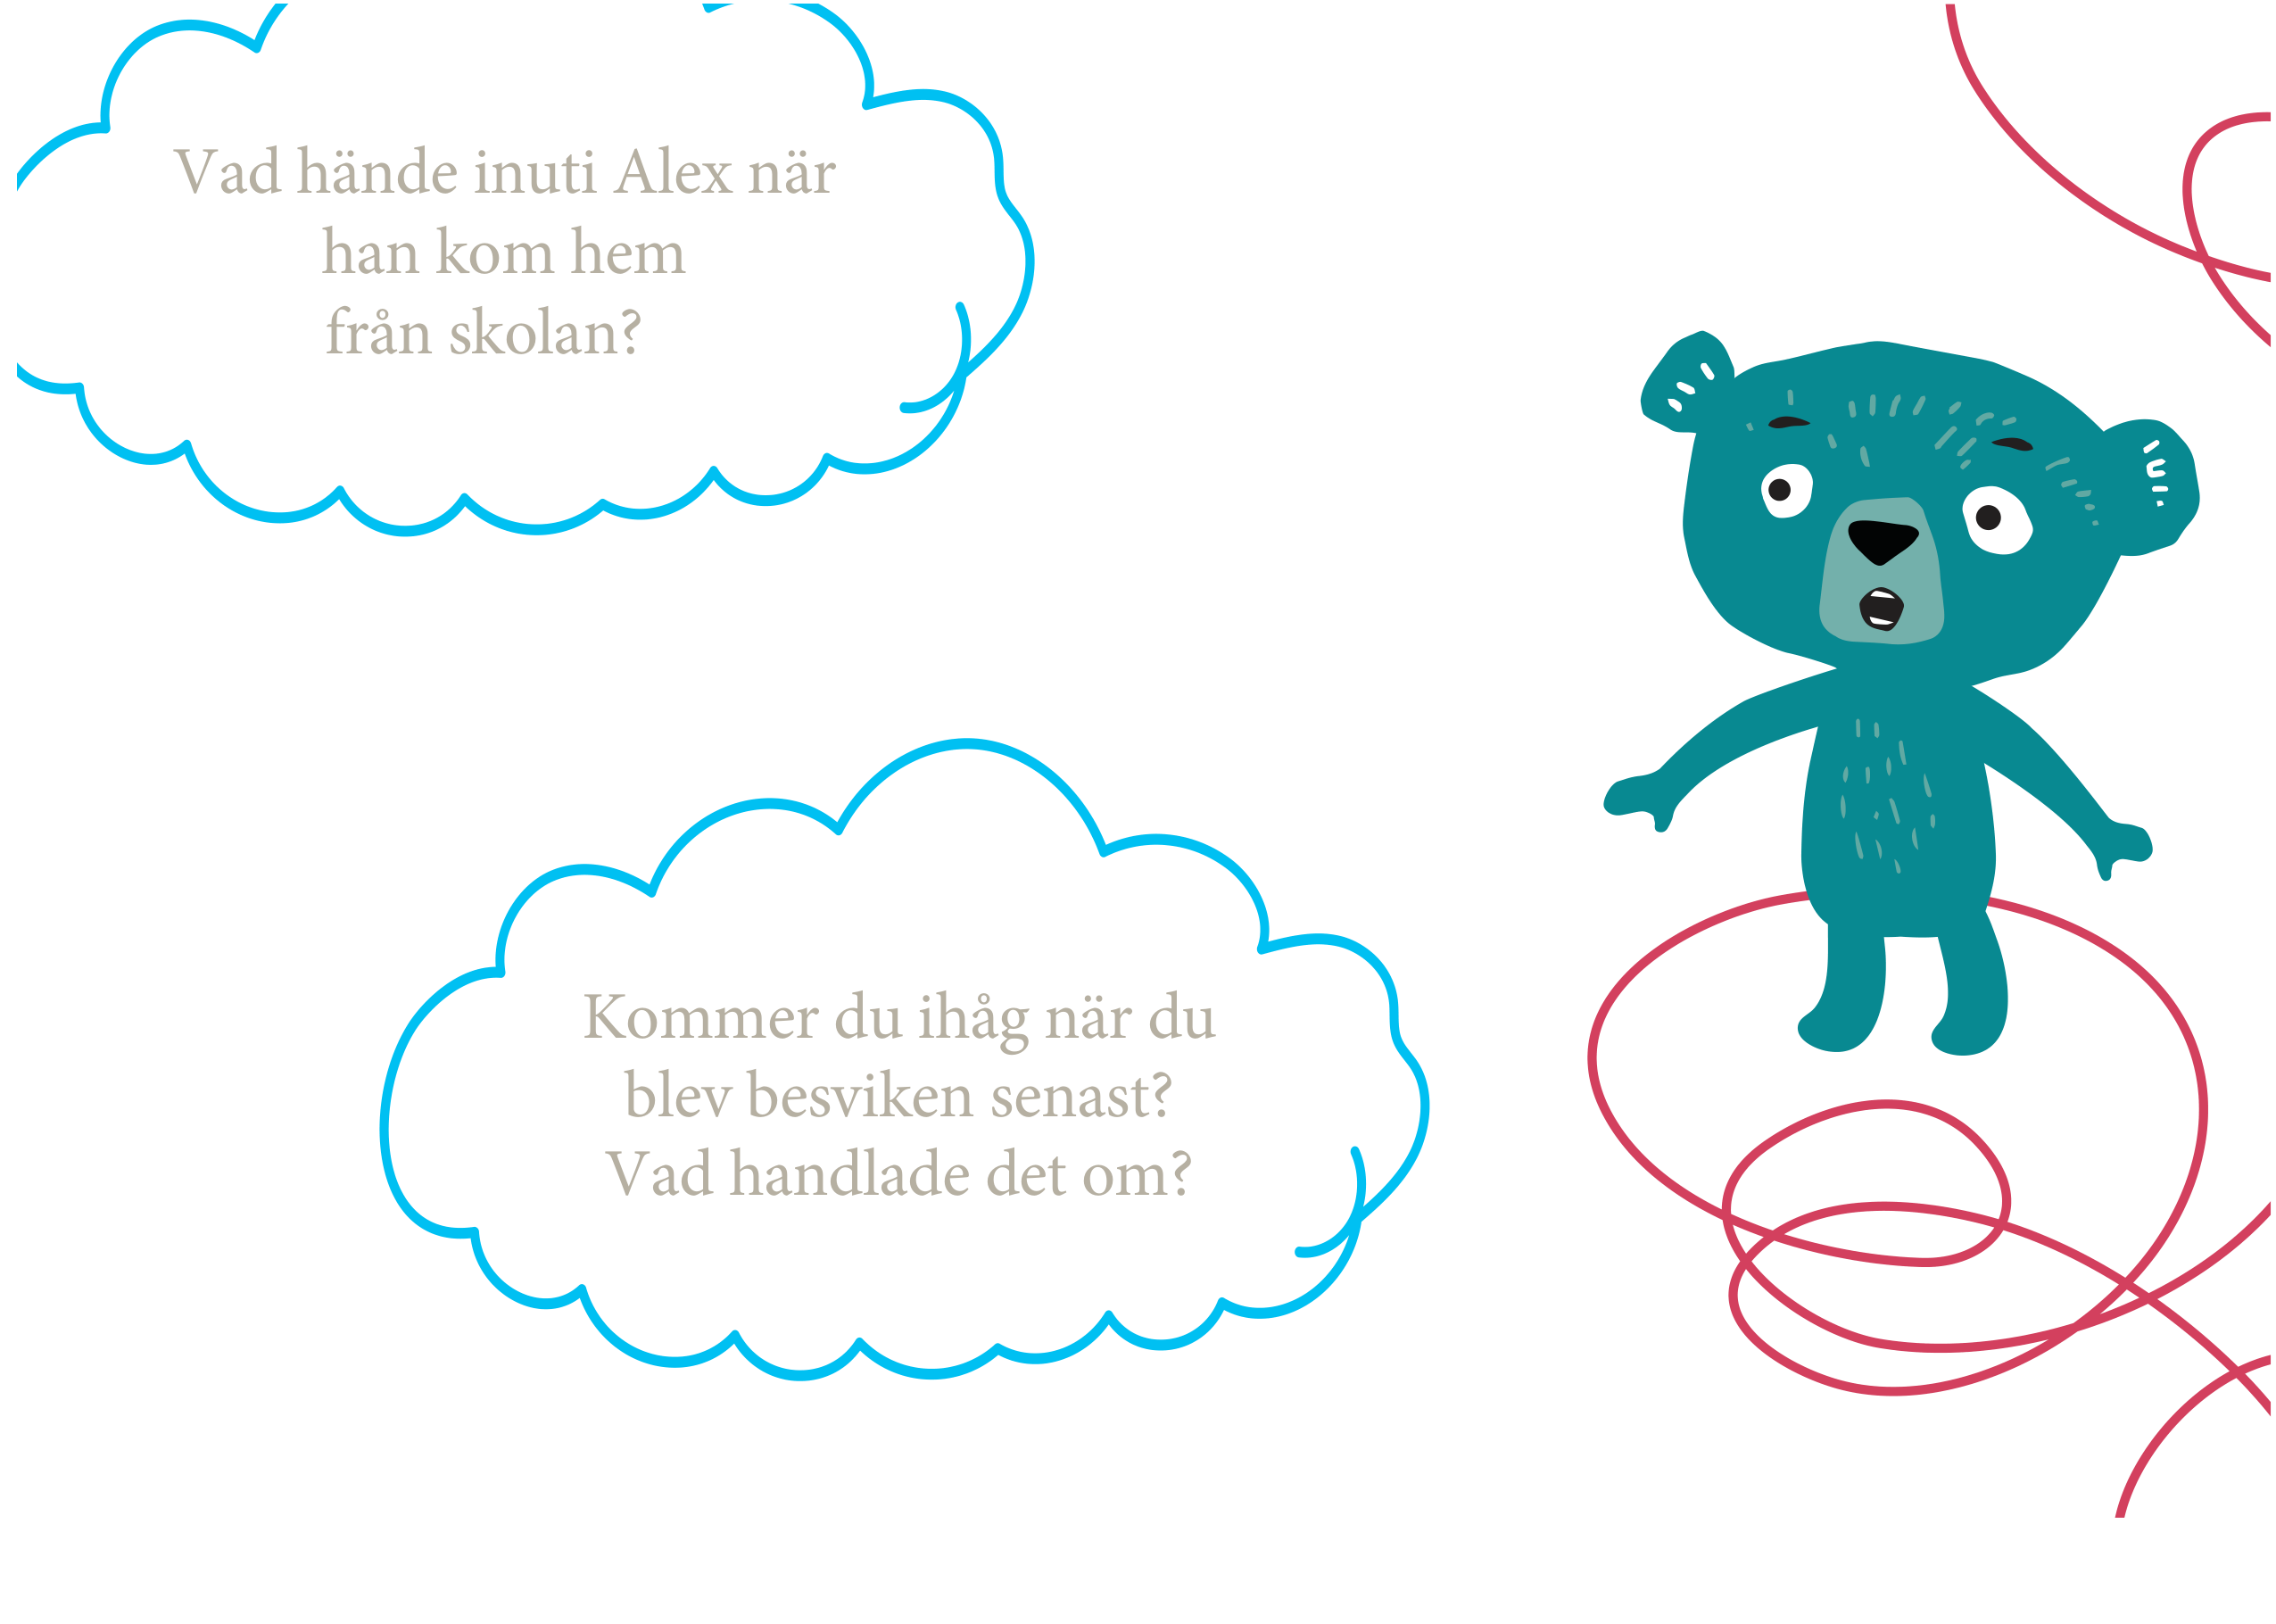 Vad hände inuti Alex när
han kom hem
från skolan?
Kommer du ihåg när du
blev besviken senast?
Vad handlade det om?